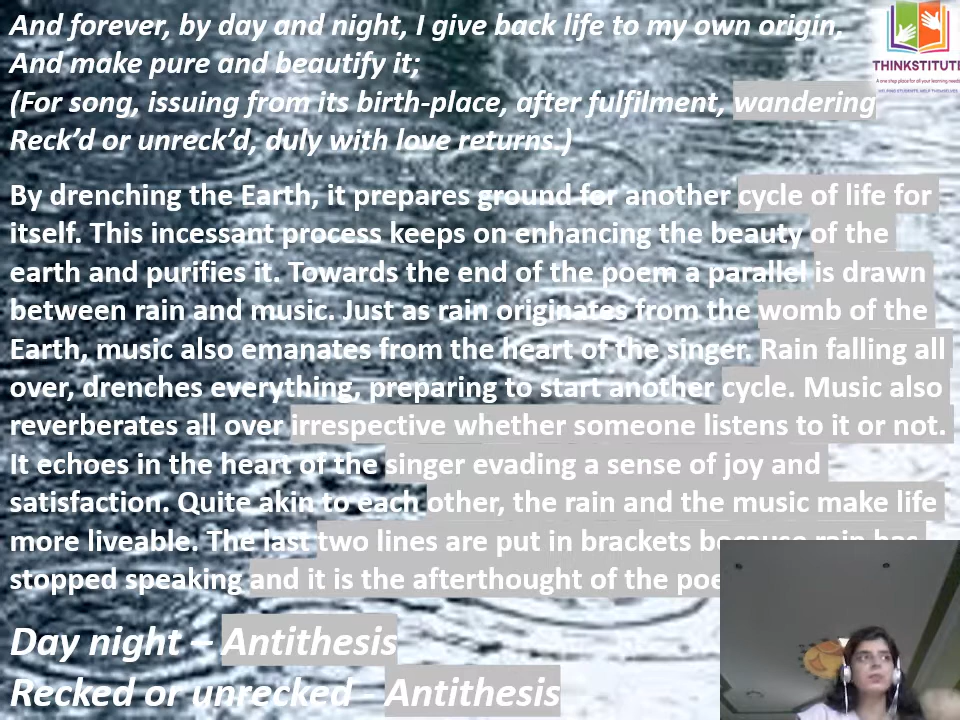 And forever, by day and night, I give back life to my own origin,
And make pure and beautify it;
(For song, issuing from its birth-place, after fulfilment, wandering
Reck’d or unreck’d, duly with love returns.)
THINKSTITUTE
By drenching the Earth, it prepares ground for another cycle of life for
itself. This incessant process keeps on enhancing the beauty of the
earth and purifies it. Towards the end of the poem a parallel is drawn
between rain and music. Just as rain originates from the womb of the
Earth, music also emanates from the heart of the singer. Rain falling all
over, drenches everything, preparing to start another cycle. Music also
reverberates all over irrespective whether someone listens to it or not.
It echoes in the heart of the singer evading a sense of joy and
satisfaction. Quite akin to each other, the rain and the music make life
more liveable. The last two lines are put in brackets because rain has
stopped speaking and it is the afterthought of the
Day night – Antithesis
Recked or unrecked - Antithesis